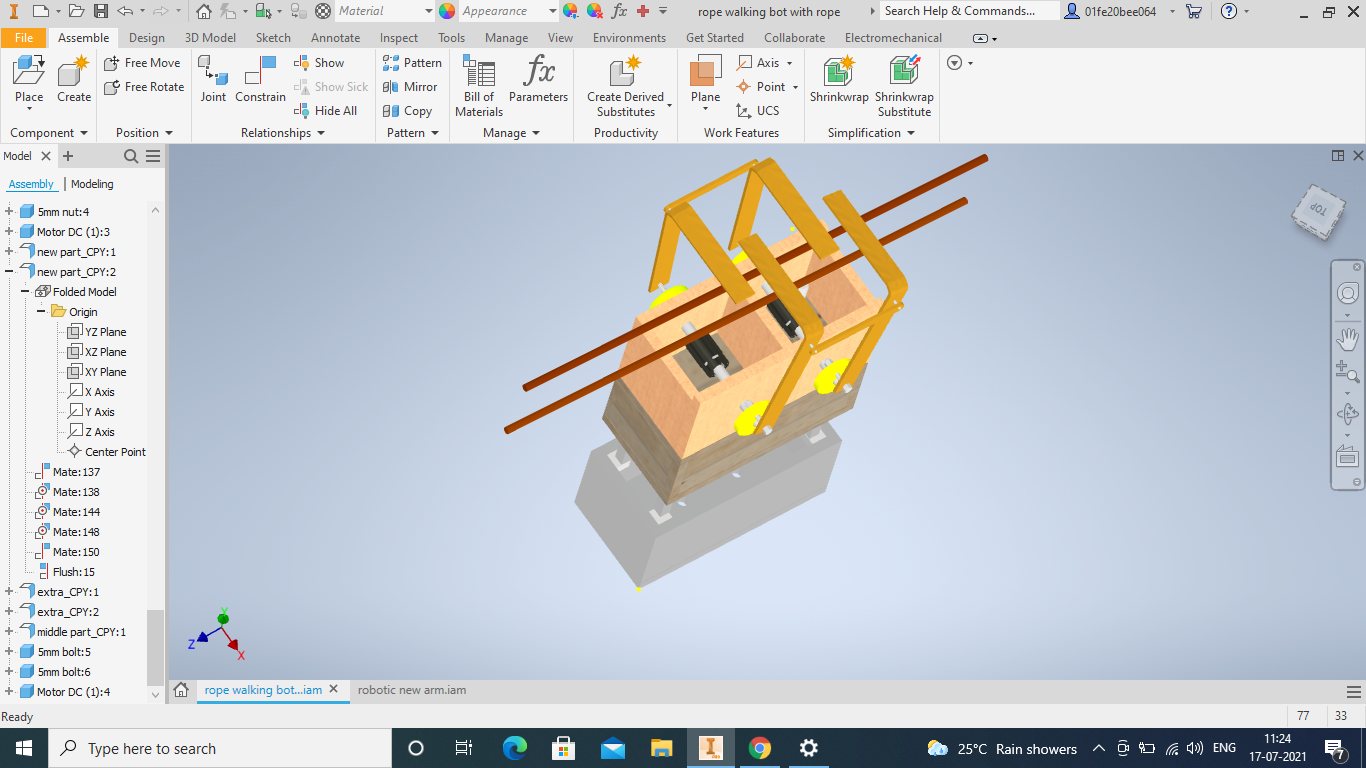 Material
Appearance
fx
rope walking bot with rope
Search Help & Commands...
01fe20bee064
File
Assemble
Design
3D Model
Sketch
Annotate
Inspect
Tools
Manage
View
Environments
Get Started
Collaborate
Electromechanical
Place
Create
Free Move
Free Rotate
Joint
Constrain
Show
Show Sick
Hide All
Pattern
Mirror
Copy
Bill of
Materials
fx
Parameters
Create Derived
Substitutes
Plane
Axis
Point
UCS
Shrinkwrap
Shrinkwrap
Substitute
Component
Position
Relationships
Pattern
Manage
Productivity
Work Features
Simplification
Model
Assembly
Modeling
5mm nut:4
Motor DC (1):3
new part_CPY:1
new part_CPY:2
Folded Model
Origin
YZ Plane
XZ Plane
XY Plane
X Axis
Y Axis
Z Axis
Center Point
Mate:137
Mate:138
Mate:144
Mate:148
Mate:150
Flush:15
extra_CPY:1
extra_CPY:2
middle part_CPY:1
5mm bolt:5
5mm bolt:6
Motor DC (1):4
TOP
Y
Z
X
rope walking bot...iam
robotic new arm.iam
Ready
77
33
Type here to search
25°C Rain showers
ENG
11:24
17-07-2021
7